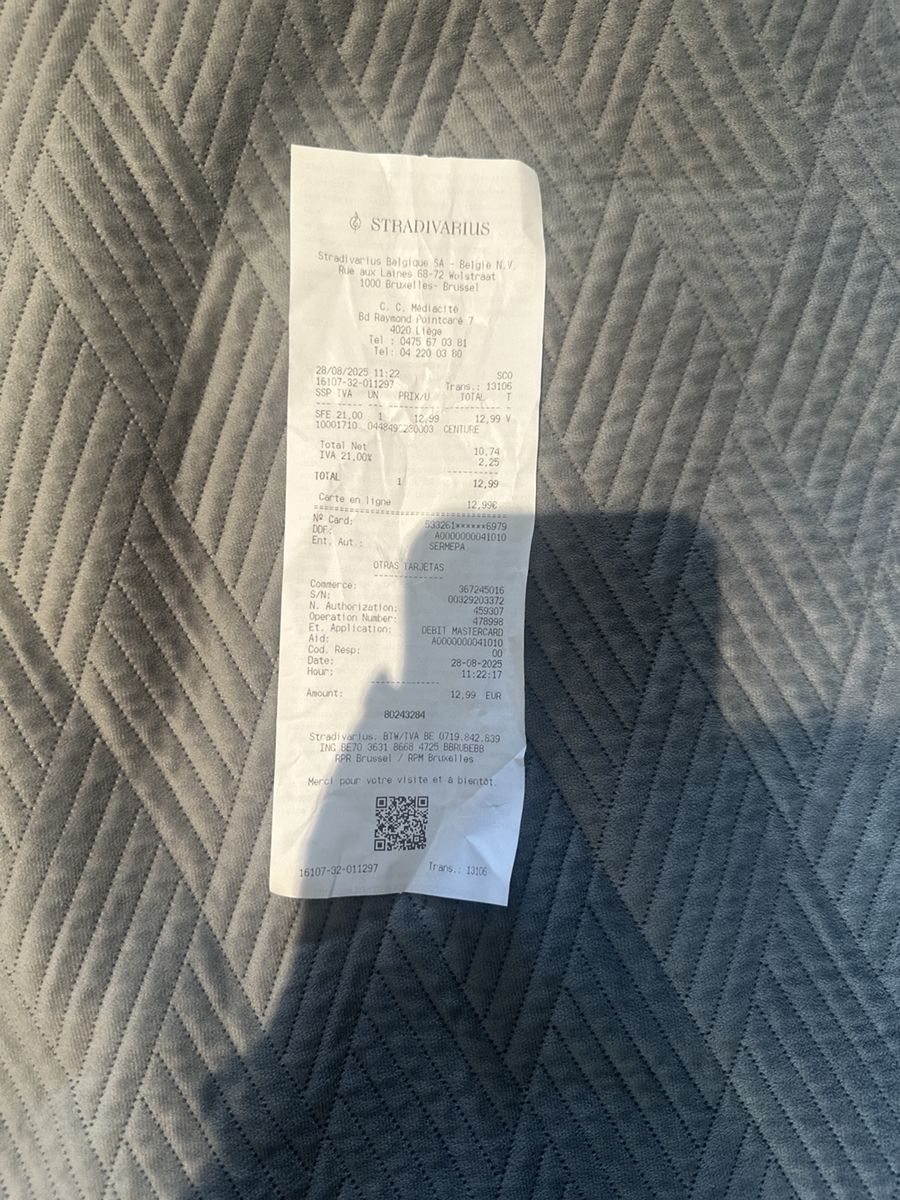 STRADIVARIUS
Stradivarius Belgique SA - België N.V.
Rue aux Laines 68-72 Wolstraat
1000 Bruxelles- Brussel
C. C. Médiacité
Bd Raymond Pointcaré 7
4020 Liège
Tel : 0475 67 03 81
Tel: 04 220 03 80
28/08/2025 11:22 SCO
16107-32-011297 Trans.: 13106
SSP IVA UN PRIX/U TOTAL T
SFE 21,00 1 12,99 12,99 V
10001710 CENTURE
Total Net 10,74
IVA 21,00% 2,25
TOTAL 1 12,99
Carte en ligne 12,99€
Nº Card: 533261******6979
DDF: A0000000041010
Ent. Aut.: SERMEPA
OTRAS TARJETAS
Commerce: 367245016
S/N: 00329203372
N. Authorization: 459307
Operation Number: 478998
Et. Application: DEBIT MASTERCARD
Aid: A0000000041010
Cod. Resp: 00
Date: 28-08-2025
Hour: 11:22:17
Amount: 12,99 EUR
80243284
Stradivarius: BTW/TVA BE 0719.842.839
ING BE70 3631 8668 4725 BBRUBEBB
RPR Brussel / RPM Bruxelles
Merci pour votre visite et à bientôt.
16107-32-011297 Trans.: 13106